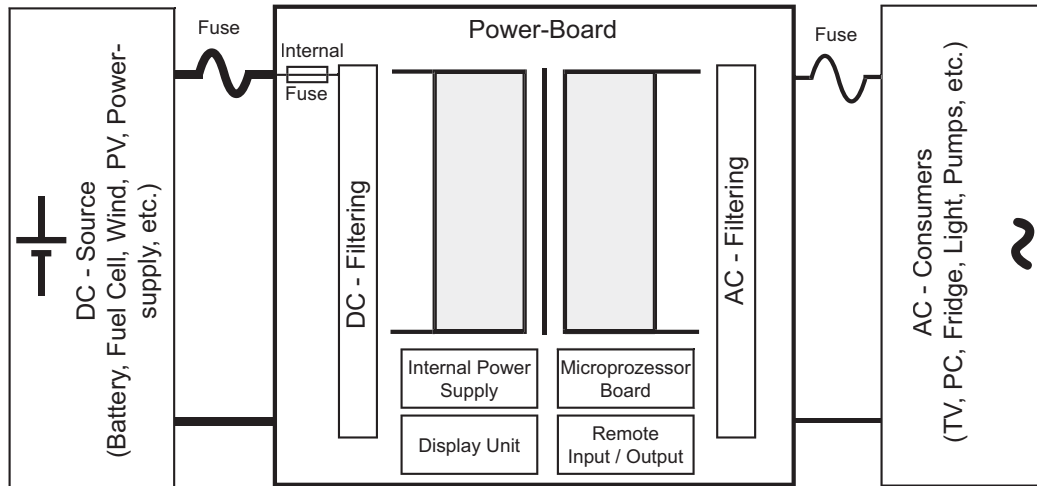 DC - Source
(Battery, Fuel Cell, Wind, PV, Power-
supply, etc.)
Fuse
Power-Board
Internal
Fuse
DC - Filtering
AC - Filtering
Internal Power
Supply
Microprozessor
Board
Display Unit
Remote
Input / Output
Fuse
AC - Consumers
(TV, PC, Fridge, Light, Pumps, etc.)